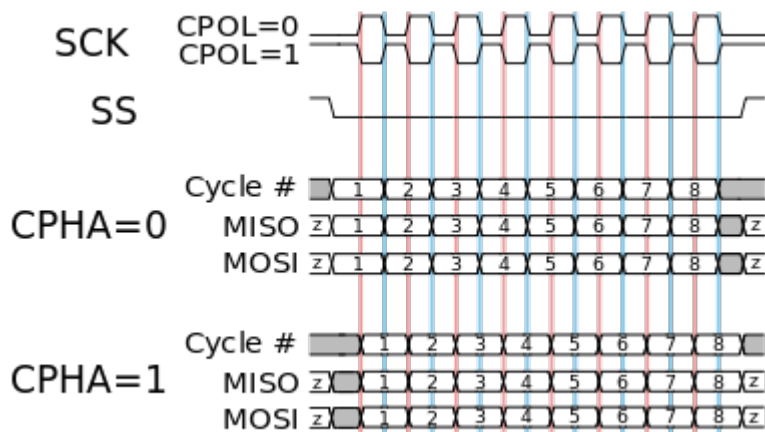 SCK
CPOL=0
CPOL=1
SS
CPHA=0
Cycle # 1 2 3 4 5 6 7 8
MISO z 1 2 3 4 5 6 7 8 z
MOSI z 1 2 3 4 5 6 7 8 z
CPHA=1
Cycle # 1 2 3 4 5 6 7 8
MISO z 1 2 3 4 5 6 7 8 z
MOSI z 1 2 3 4 5 6 7 8 z